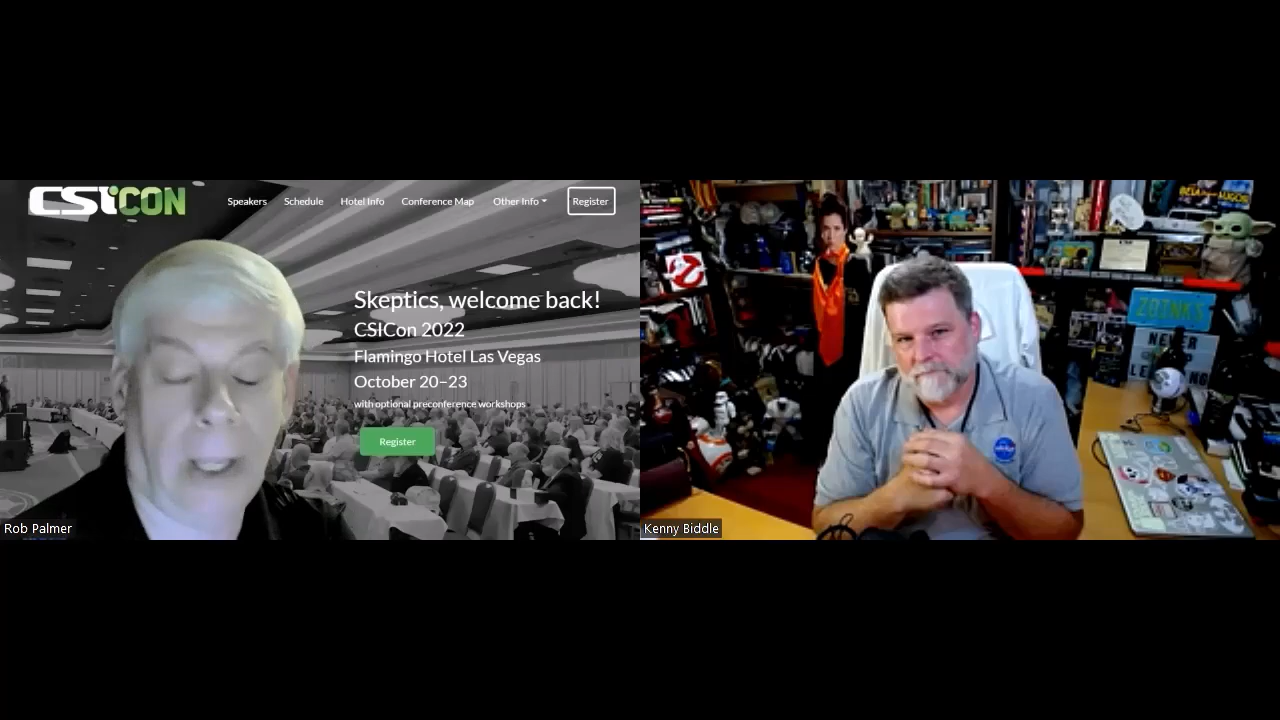 CSICON
Speakers Schedule Hotel Info Conference Map Other Info Register
Skeptics, welcome back!
CSICon 2022
Flamingo Hotel Las Vegas
October 20–23
with optional preconference workshops
Register
Rob Palmer
ZOINKS
NEVER
Kenny Biddle